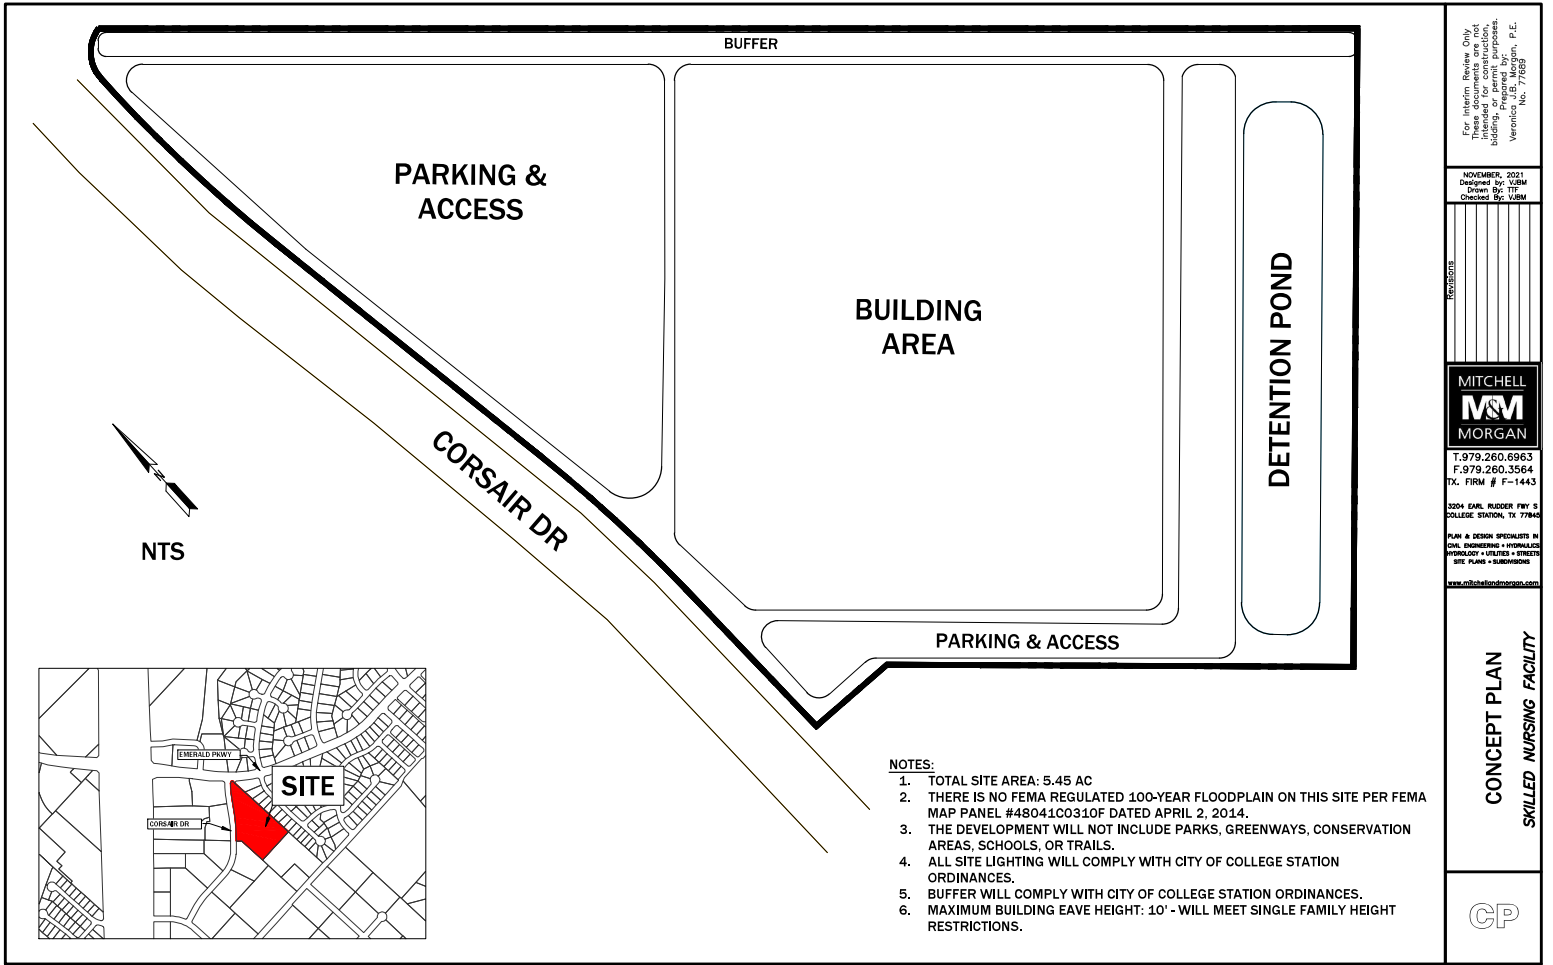 BUFFER
PARKING &
ACCESS
BUILDING
AREA
DETENTION POND
CORSAIR DR
PARKING & ACCESS
N
NTS
EMERALD PKWY
SITE
CORSAIR DR
NOTES:
1. TOTAL SITE AREA: 5.45 AC
2. THERE IS NO FEMA REGULATED 100-YEAR FLOODPLAIN ON THIS SITE PER FEMA
MAP PANEL #48041C0310F DATED APRIL 2, 2014.
3. THE DEVELOPMENT WILL NOT INCLUDE PARKS, GREENWAYS, CONSERVATION
AREAS, SCHOOLS, OR TRAILS.
4. ALL SITE LIGHTING WILL COMPLY WITH CITY OF COLLEGE STATION
ORDINANCES.
5. BUFFER WILL COMPLY WITH CITY OF COLLEGE STATION ORDINANCES.
6. MAXIMUM BUILDING EAVE HEIGHT: 10' - WILL MEET SINGLE FAMILY HEIGHT
RESTRICTIONS.
For Interim Review Only
These documents are not
intended for construction,
bidding, or permit purposes.
Prepared by:
Veronica J.B. Morgan, P.E.
No. 77689
NOVEMBER, 2021
Designed by: VJBM
Drawn By: TTF
Checked By: VJBM
Revisions
MITCHELL
M&M
MORGAN
T.979.260.6963
F.979.260.3564
TX. FIRM # F-1443
3204 EARL RUDDER FWY S
COLLEGE STATION, TX 77845
PLAN & DESIGN SPECIALISTS IN
CIVIL ENGINEERING • HYDRAULICS
HYDROLOGY • UTILITIES • STREETS
SITE PLANS • SUBDIVISIONS
www.mitchellandmorgan.com
CONCEPT PLAN
SKILLED NURSING FACILITY
CP